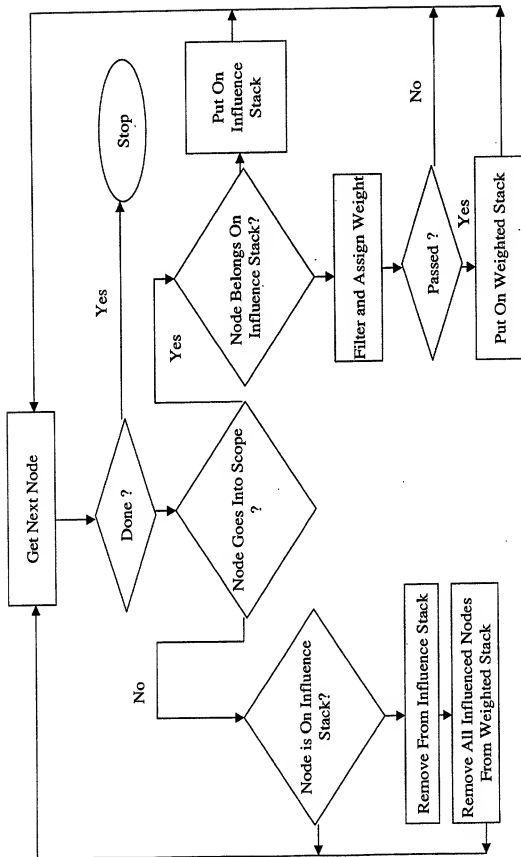 Get Next Node
Done ?
Yes
Stop
Node Goes Into Scope
?
Yes
No
Node Belongs On
Influence Stack?
Put On
Influence
Stack
Filter and Assign Weight
Passed ?
No
Yes
Put On Weighted Stack
Node is On Influence
Stack?
Remove From Influence Stack
Remove All Influenced Nodes
From Weighted Stack